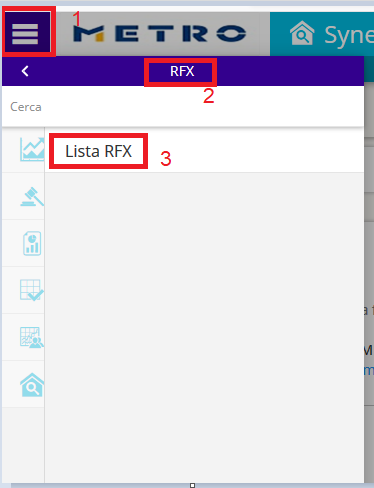 1
METRO
Syne
RFX
2
Cerca
Lista RFX
3